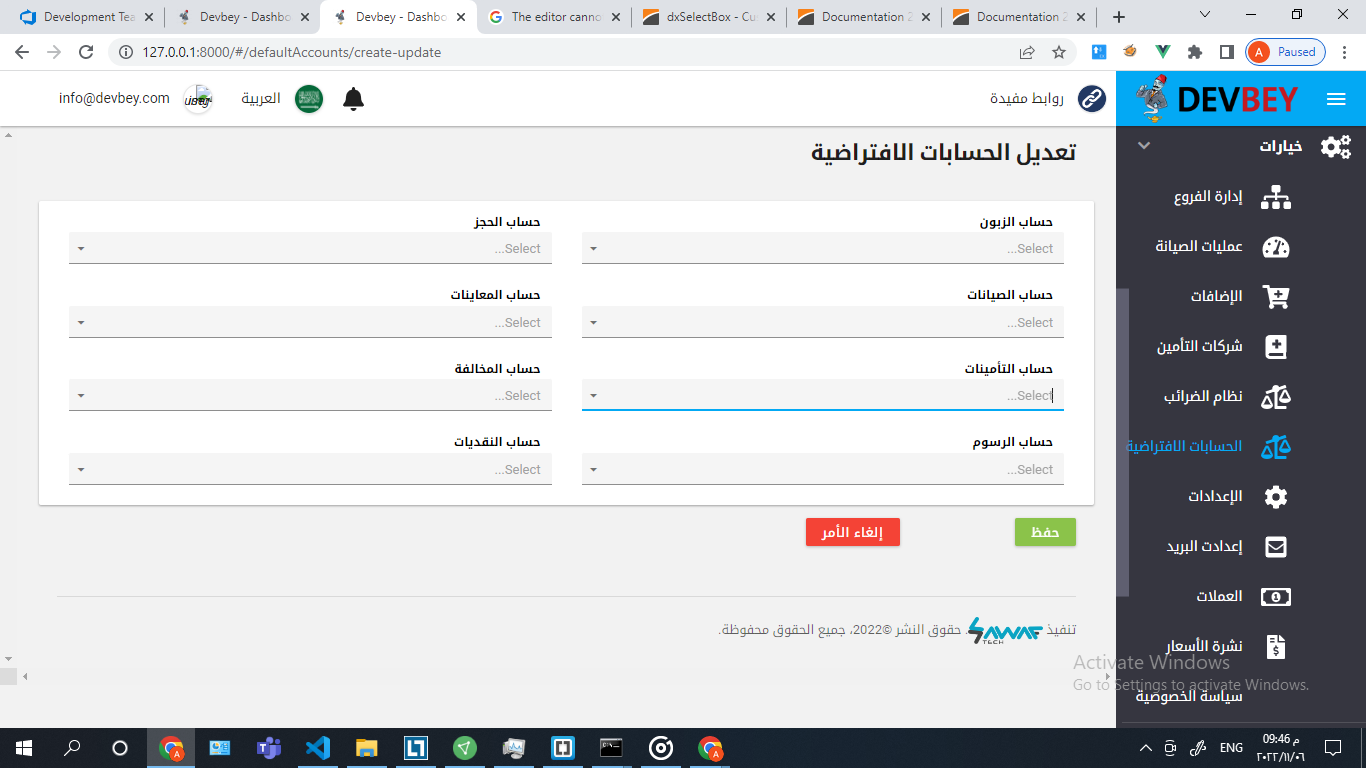 Development Tea
Devbey - Dashbo
Devbey - Dashbo
The editor canno
dxSelectBox - Cu
Documentation 2
Documentation 2
127.0.0.1:8000/#/defaultAccounts/create-update
Paused
DEVBEY
روابط مفيدة
العربية
info@devbey.com
خيارات
إدارة الفروع
عمليات الصيانة
الإضافات
شركات التأمين
نظام الضرائب
الحسابات الافتراضية
الإعدادات
إعدادت البريد
العملات
نشرة الأسعار
سياسة الخصوصية
تعديل الحسابات الافتراضية
حساب الزبون
Select...
حساب الحجز
Select...
حساب الصيانات
Select...
حساب المعاينات
Select...
حساب التأمينات
Select...
حساب المخالفة
Select...
حساب الرسوم
Select...
حساب النقديات
Select...
حفظ
إلغاء الأمر
تنفيذ SAWAF TECH. حقوق النشر ©2022، جميع الحقوق محفوظة.
Activate Windows
Go to Settings to activate Windows.
ENG
09:46 م
٢٠٢٢/١١/٠٦